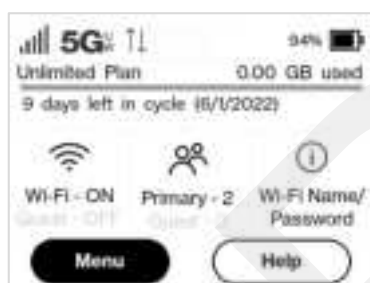 5G
94%
Unlimited Plan 0.00 GB used
9 days left in cycle (6/1/2022)
Wi-Fi - ON Primary - 2 Wi-Fi Name/
Guest - OFF Password
Menu Help